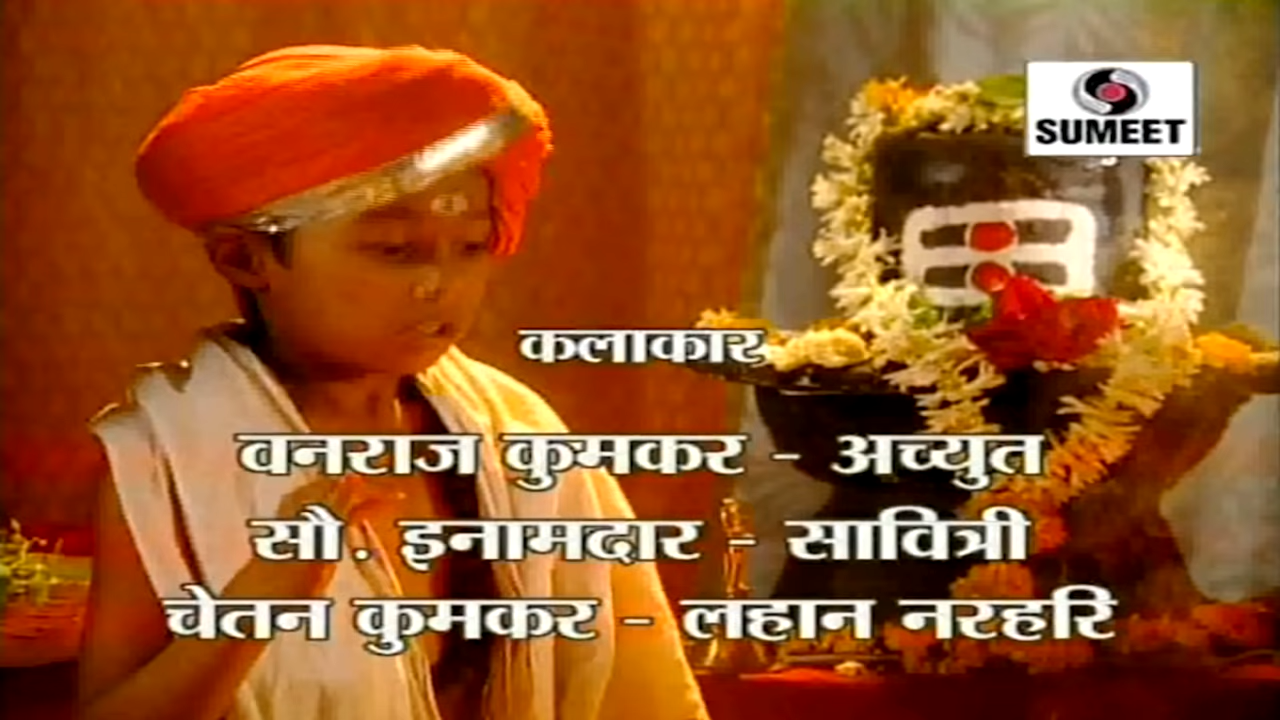 SUMEET
कलाकार
वनराज कुमकर - अच्युत
सौ. इनामदार - सावित्री
चेतन कुमकर - लहान नरहरि